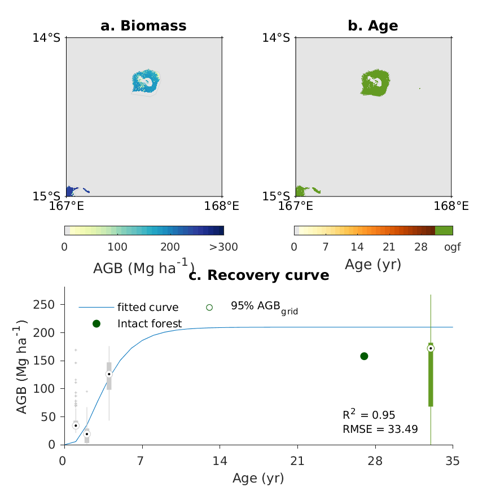 a. Biomass
b. Age
14°S
14°S
15°S
15°S
167°E
168°E
167°E
168°E
0 100 200 >300
AGB (Mg ha⁻¹)
0 7 14 21 28 ogf
Age (yr)
c. Recovery curve
fitted curve
95% AGB_grid
Intact forest
250
200
150
100
50
0
AGB (Mg ha⁻¹)
R² = 0.95
RMSE = 33.49
0 7 14 21 28 35
Age (yr)